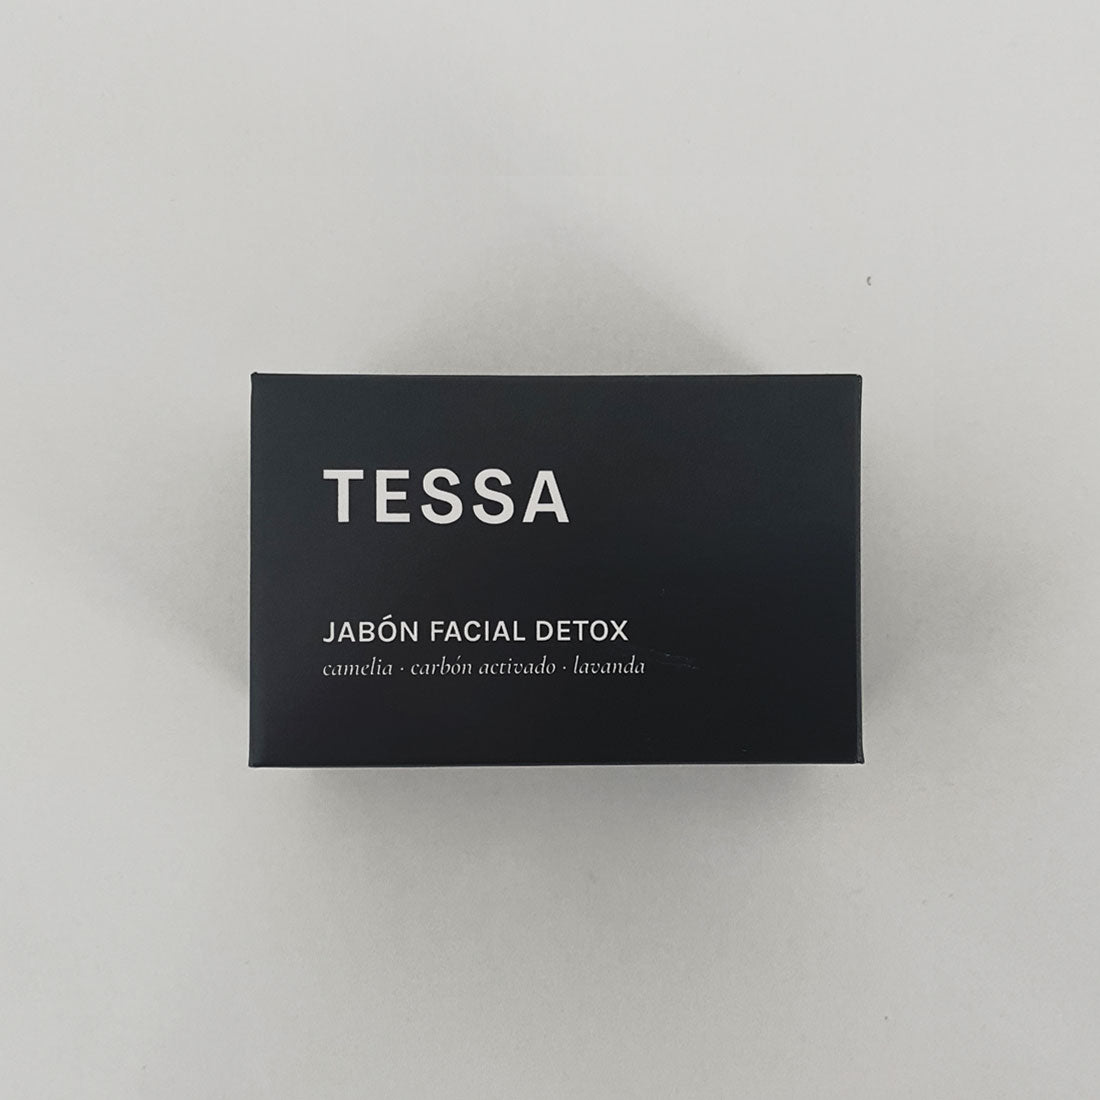 TESSA
JABÓN FACIAL DETOX
camelia · carbón activado · lavanda